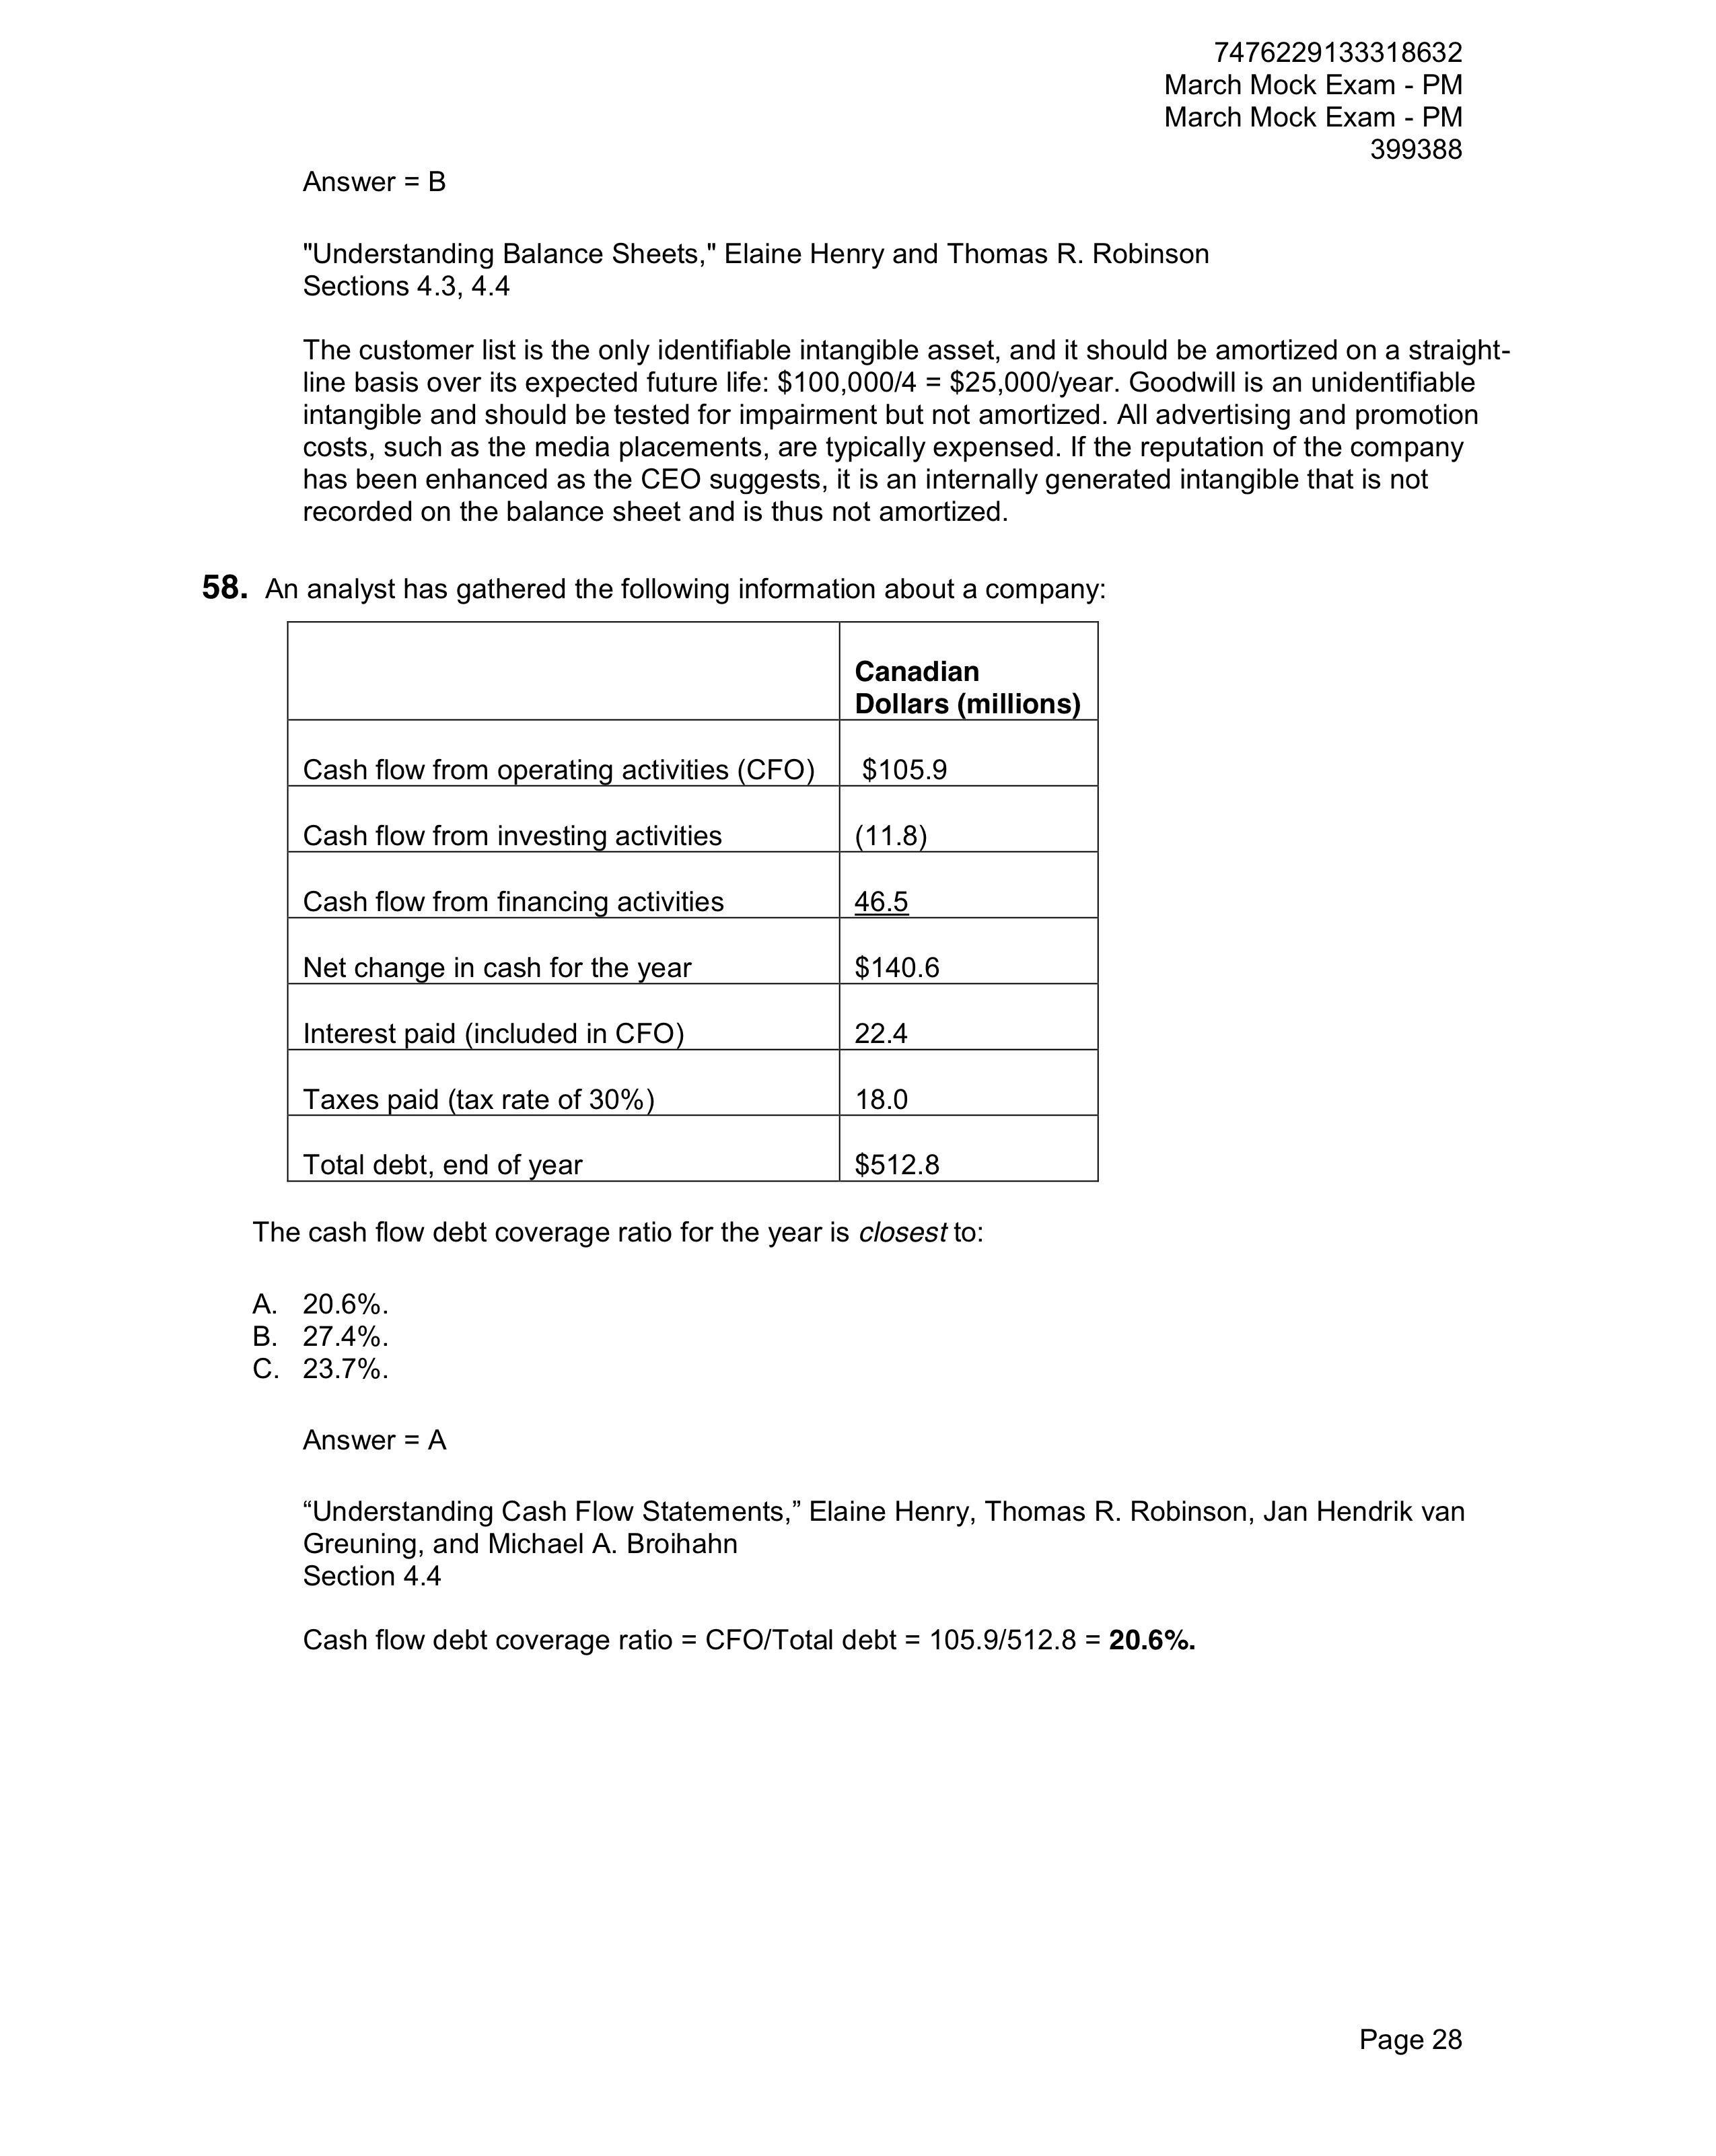 7476229133318632
March Mock Exam - PM
March Mock Exam - PM
399388
Answer = B
"Understanding Balance Sheets," Elaine Henry and Thomas R. Robinson
Sections 4.3, 4.4
The customer list is the only identifiable intangible asset, and it should be amortized on a straight-
line basis over its expected future life: $100,000/4 = $25,000/year. Goodwill is an unidentifiable
intangible and should be tested for impairment but not amortized. All advertising and promotion
costs, such as the media placements, are typically expensed. If the reputation of the company
has been enhanced as the CEO suggests, it is an internally generated intangible that is not
recorded on the balance sheet and is thus not amortized.
58. An analyst has gathered the following information about a company:
Canadian
Dollars (millions)
Cash flow from operating activities (CFO) $105.9
Cash flow from investing activities (11.8)
Cash flow from financing activities 46.5
Net change in cash for the year $140.6
Interest paid (included in CFO) 22.4
Taxes paid (tax rate of 30%) 18.0
Total debt, end of year $512.8
The cash flow debt coverage ratio for the year is closest to:
A. 20.6%.
B. 27.4%.
C. 23.7%.
Answer = A
“Understanding Cash Flow Statements,” Elaine Henry, Thomas R. Robinson, Jan Hendrik van
Greuning, and Michael A. Broihahn
Section 4.4
Cash flow debt coverage ratio = CFO/Total debt = 105.9/512.8 = 20.6%.
Page 28